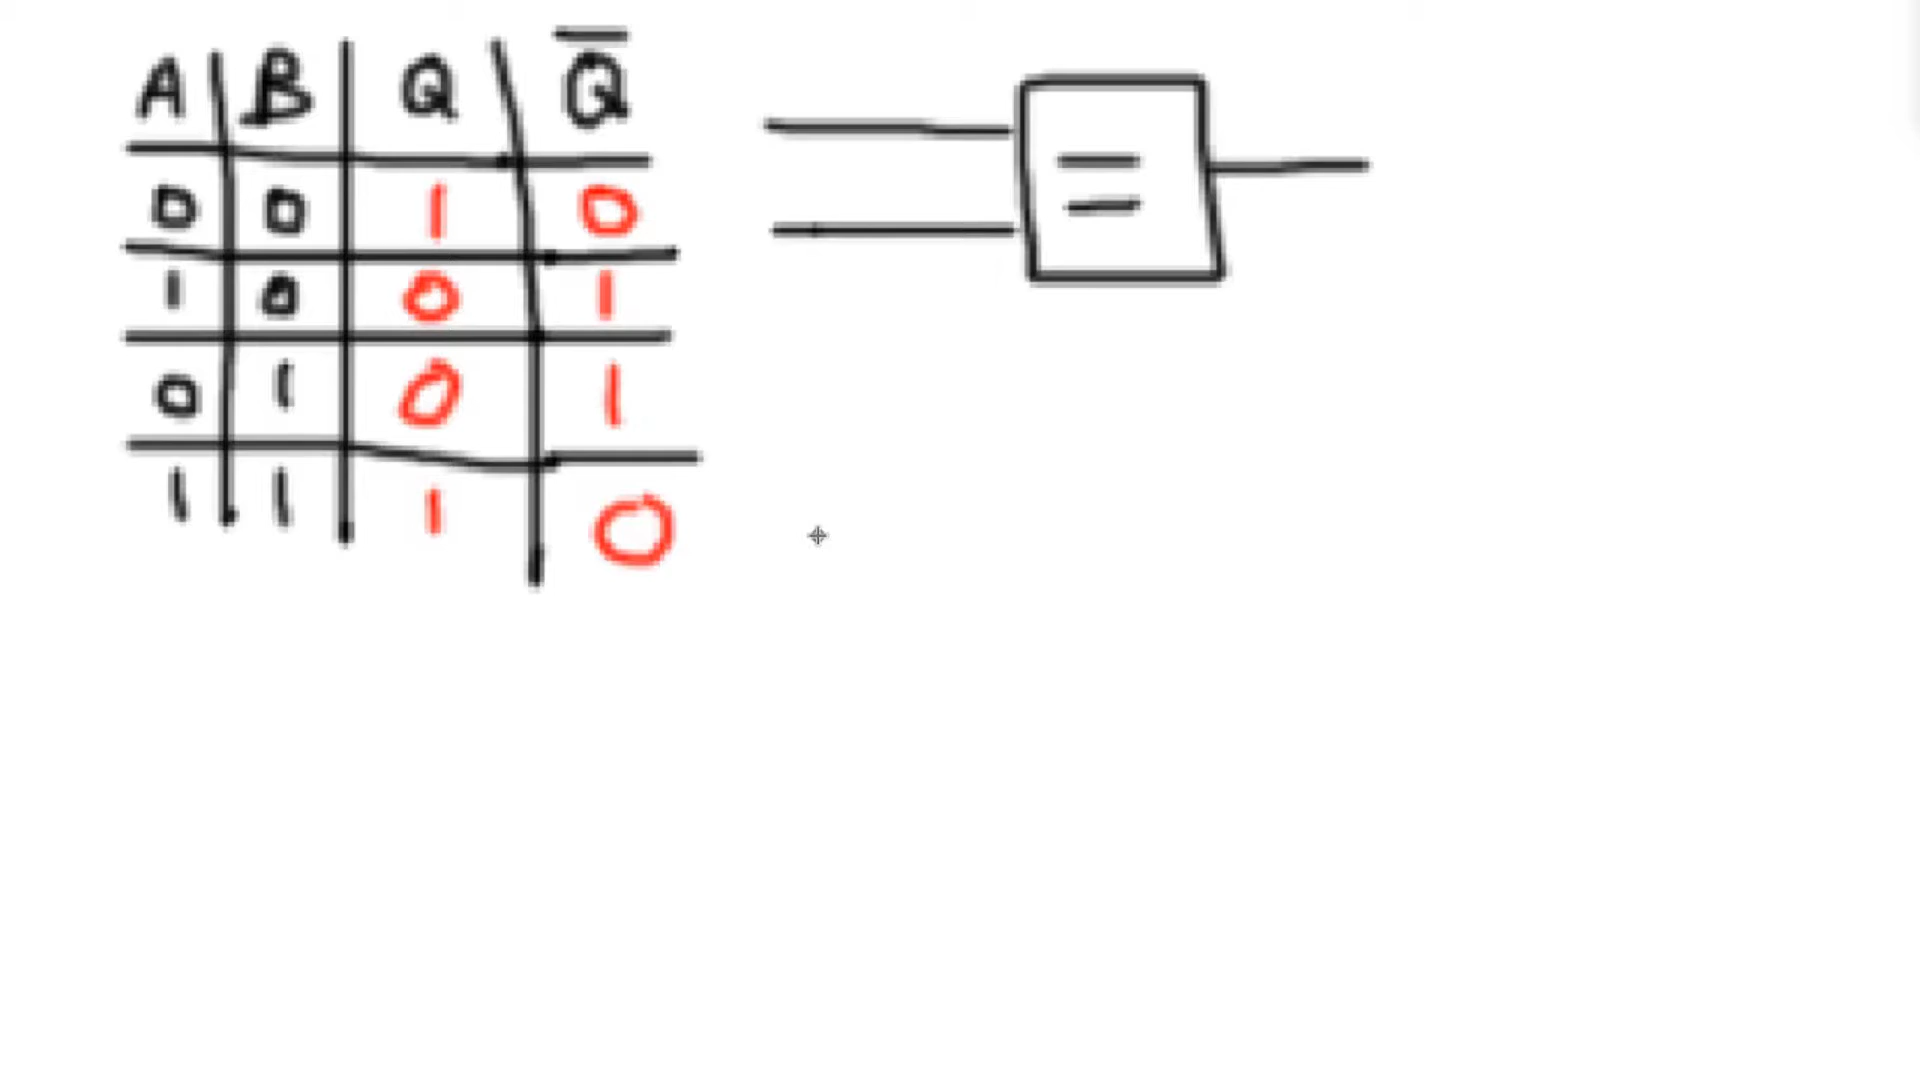 A B Q Q̅
0 0 1 0
1 0 0 1
0 1 0 1
1 1 1 0
=